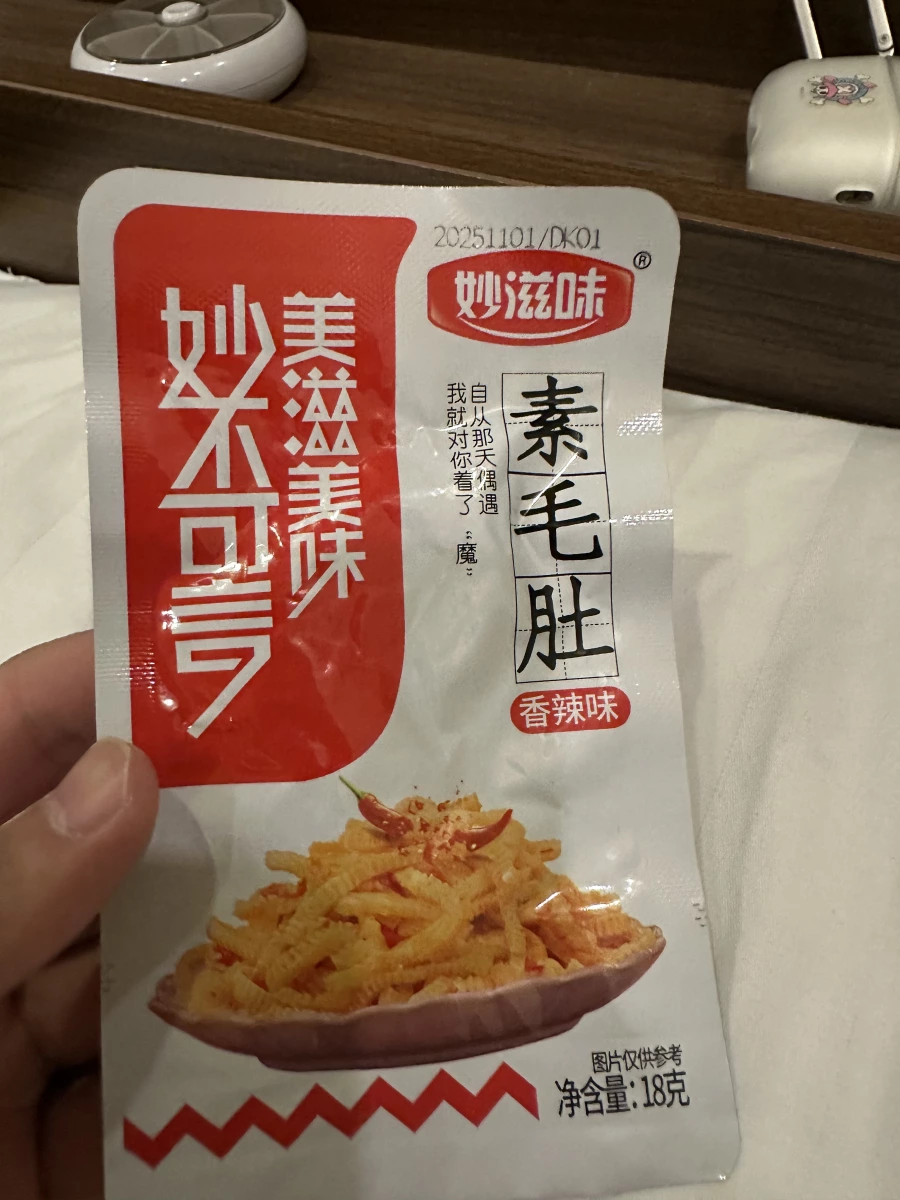 20251101/DK01
妙滋味®
美滋美味
妙不可言
素毛肚
自从那天偶遇
我就对你着了“魔”
香辣味
图片仅供参考
净含量:18克